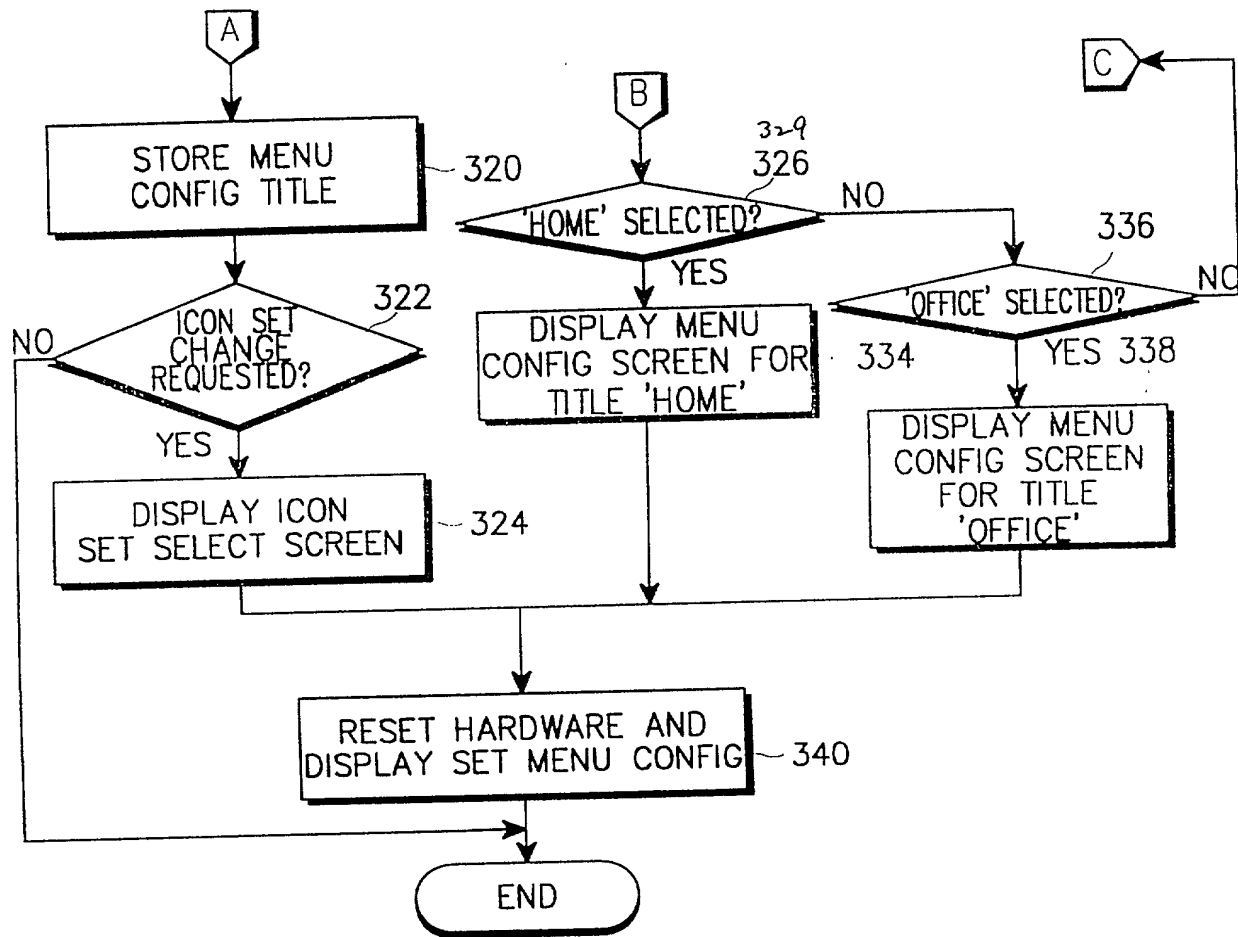 A
STORE MENU
CONFIG TITLE
320
ICON SET
CHANGE
REQUESTED?
322
NO
YES
DISPLAY ICON
SET SELECT SCREEN
324
B
329
326
'HOME' SELECTED?
NO
YES
DISPLAY MENU
CONFIG SCREEN FOR
TITLE 'HOME'
334
C
336
'OFFICE' SELECTED?
NO
YES 338
DISPLAY MENU
CONFIG SCREEN
FOR TITLE
'OFFICE'
RESET HARDWARE AND
DISPLAY SET MENU CONFIG
340
END